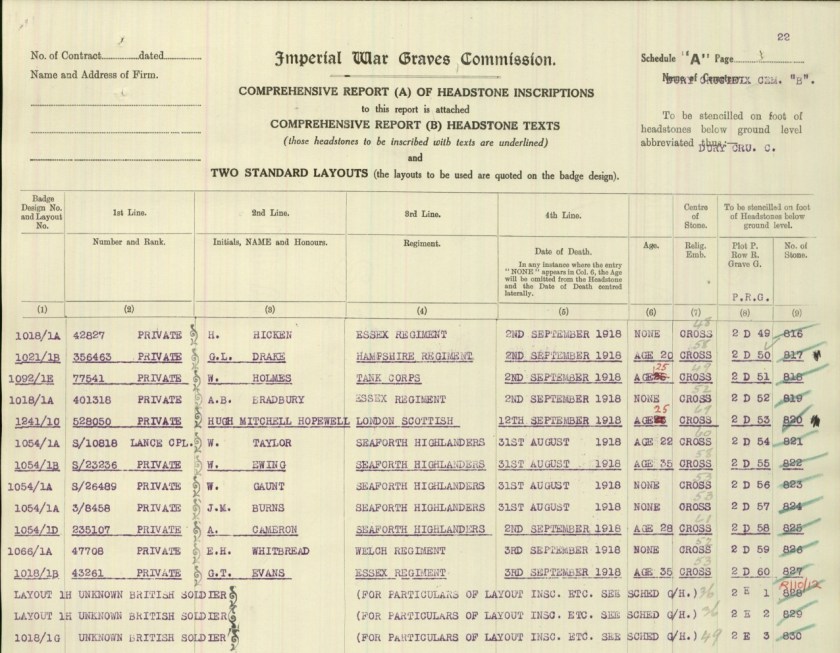 22
No. of Contract dated
Imperial War Graves Commission.
Schedule "A" Page
Name and Address of Firm.
DURY CRUCIFIX CEM. "B".
COMPREHENSIVE REPORT (A) OF HEADSTONE INSCRIPTIONS
to this report is attached
COMPREHENSIVE REPORT (B) HEADSTONE TEXTS
(those headstones to be inscribed with texts are underlined)
and
TWO STANDARD LAYOUTS (the layouts to be used are quoted on the badge design).
To be stencilled on foot of
headstones below ground level
abbreviated thus:—
DURY CRU. C.
Badge Design No. and Layout No.
1st Line.
2nd Line.
3rd Line.
4th Line.
Centre of Stone.
To be stencilled on foot of Headstones below ground level.
Number and Rank.
Initials, NAME and Honours.
Regiment.
Date of Death.
In any instance where the entry "NONE" appears in Col. 6, the Age will be omitted from the Headstone and the Date of Death centred laterally.
Age.
Relig. Emb.
Plot P. Row R. Grave G.
P.R.G.
No. of Stone.
(1) (2) (3) (4) (5) (6) (7) (8) (9)
1018/1A 42827 PRIVATE H. HICKEN ESSEX REGIMENT 2ND SEPTEMBER 1918 NONE CROSS 2 D 49 816
1021/1B 356463 PRIVATE G.L. DRAKE HAMPSHIRE REGIMENT 2ND SEPTEMBER 1918 AGE 20 CROSS 2 D 50 817
1092/1E 77541 PRIVATE W. HOLMES TANK CORPS 2ND SEPTEMBER 1918 AGE 25 CROSS 2 D 51 818
1018/1A 401318 PRIVATE A.B. BRADBURY ESSEX REGIMENT 2ND SEPTEMBER 1918 NONE CROSS 2 D 52 819
1241/1C 528050 PRIVATE HUGH MITCHELL HOPEWELL LONDON SCOTTISH 12TH SEPTEMBER 1918 AGE 25 CROSS 2 D 53 820
1054/1A S/10818 LANCE CPL. W. TAYLOR SEAFORTH HIGHLANDERS 31ST AUGUST 1918 AGE 22 CROSS 2 D 54 821
1054/1B S/23236 PRIVATE W. EWING SEAFORTH HIGHLANDERS 31ST AUGUST 1918 AGE 35 CROSS 2 D 55 822
1054/1A S/26489 PRIVATE W. GAUNT SEAFORTH HIGHLANDERS 31ST AUGUST 1918 NONE CROSS 2 D 56 823
1054/1A 3/8458 PRIVATE J.M. BURNS SEAFORTH HIGHLANDERS 31ST AUGUST 1918 NONE CROSS 2 D 57 824
1054/1D 235107 PRIVATE A. CAMERON SEAFORTH HIGHLANDERS 2ND SEPTEMBER 1918 AGE 28 CROSS 2 D 58 825
1066/1A 47708 PRIVATE E.H. WHITBREAD WELCH REGIMENT 3RD SEPTEMBER 1918 NONE CROSS 2 D 59 826
1018/1B 43261 PRIVATE G.T. EVANS ESSEX REGIMENT 3RD SEPTEMBER 1918 AGE 35 CROSS 2 D 60 827
LAYOUT 1H UNKNOWN BRITISH SOLDIER (FOR PARTICULARS OF LAYOUT INSC. ETC. SEE SCHED C/H.) 36 2 E 1 828
LAYOUT 1H UNKNOWN BRITISH SOLDIER (FOR PARTICULARS OF LAYOUT INSC. ETC. SEE SCHED C/H.) 36 2 E 2 829
1018/1G UNKNOWN BRITISH SOLDIER (FOR PARTICULARS OF LAYOUT INSC. ETC. SEE SCHED C/H.) 49 2 E 3 830